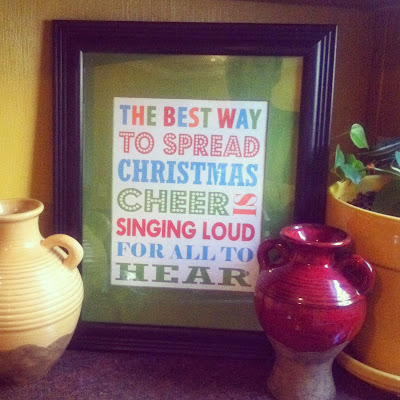 THE BEST WAY
TO SPREAD
CHRISTMAS
CHEER IS
SINGING LOUD
FOR ALL TO
HEAR